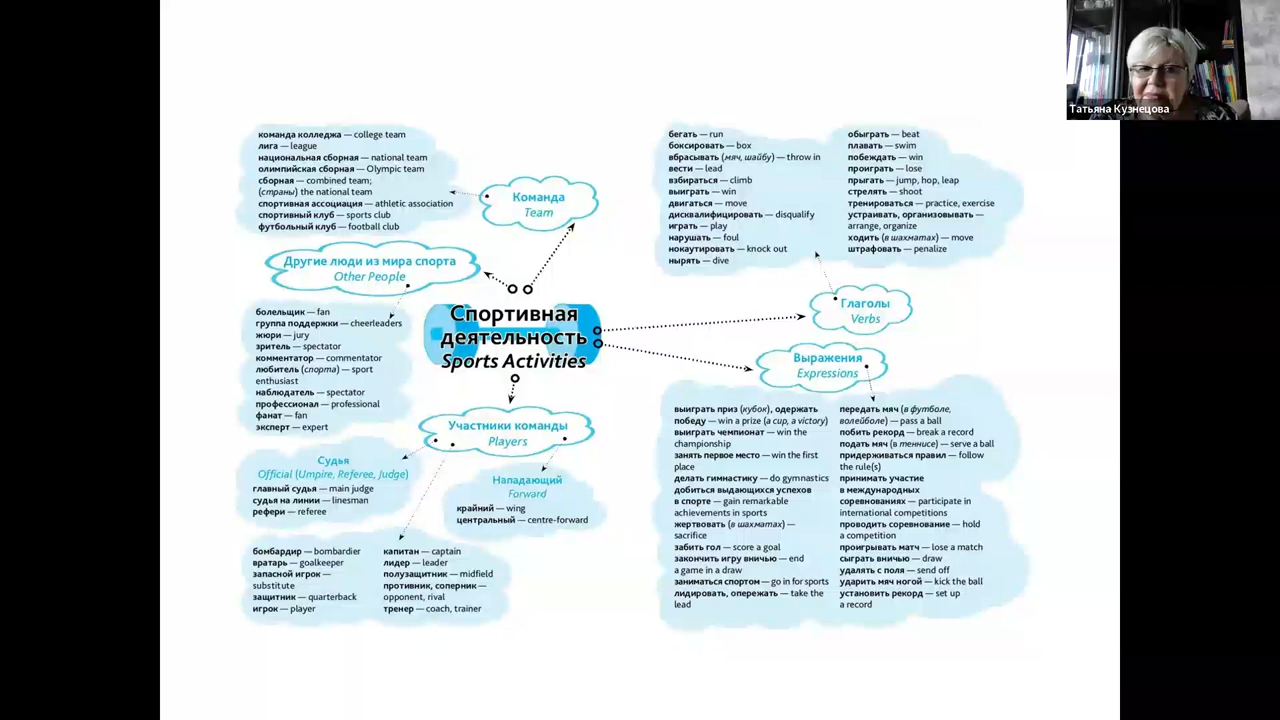 Татьяна Кузнецова
команда колледжа — college team
лига — league
национальная сборная — national team
олимпийская сборная — Olympic team
сборная — combined team;
(страны) the national team
спортивная ассоциация — athletic association
спортивный клуб — sports club
футбольный клуб — football club
Команда
Team
Другие люди из мира спорта
Other People
болельщик — fan
группа поддержки — cheerleaders
жюри — jury
зритель — spectator
комментатор — commentator
любитель (спорта) — sport
enthusiast
наблюдатель — spectator
профессионал — professional
фанат — fan
эксперт — expert
Спортивная
деятельность
Sports Activities
Участники команды
Players
Судья
Official (Umpire, Referee, Judge)
главный судья — main judge
судья на линии — linesman
рефери — referee
Нападающий
Forward
крайний — wing
центральный — centre-forward
бомбардир — bombardier
вратарь — goalkeeper
запасной игрок —
substitute
защитник — quarterback
игрок — player
капитан — captain
лидер — leader
полузащитник — midfield
противник, соперник —
opponent, rival
тренер — coach, trainer
бегать — run
боксировать — box
вбрасывать (мяч, шайбу) — throw in
вести — lead
взбираться — climb
выиграть — win
двигаться — move
дисквалифицировать — disqualify
играть — play
нарушать — foul
нокаутировать — knock out
нырять — dive
обыграть — beat
плавать — swim
побеждать — win
проиграть — lose
прыгать — jump, hop, leap
стрелять — shoot
тренироваться — practice, exercise
устраивать, организовывать —
arrange, organize
ходить (в шахматах) — move
штрафовать — penalize
Глаголы
Verbs
Выражения
Expressions
выиграть приз (кубок), одержать
победу — win a prize (a cup, a victory)
выиграть чемпионат — win the
championship
занять первое место — win the first
place
делать гимнастику — do gymnastics
добиться выдающихся успехов
в спорте — gain remarkable
achievements in sports
жертвовать (в шахматах) —
sacrifice
забить гол — score a goal
закончить игру вничью — end
a game in a draw
заниматься спортом — go in for sports
лидировать, опережать — take the
lead
передать мяч (в футболе,
волейболе) — pass a ball
побить рекорд — break a record
подать мяч (в теннисе) — serve a ball
придерживаться правил — follow
the rule(s)
принимать участие
в международных
соревнованиях — participate in
international competitions
проводить соревнование — hold
a competition
проигрывать матч — lose a match
сыграть вничью — draw
удалять с поля — send off
ударить мяч ногой — kick the ball
установить рекорд — set up
a record